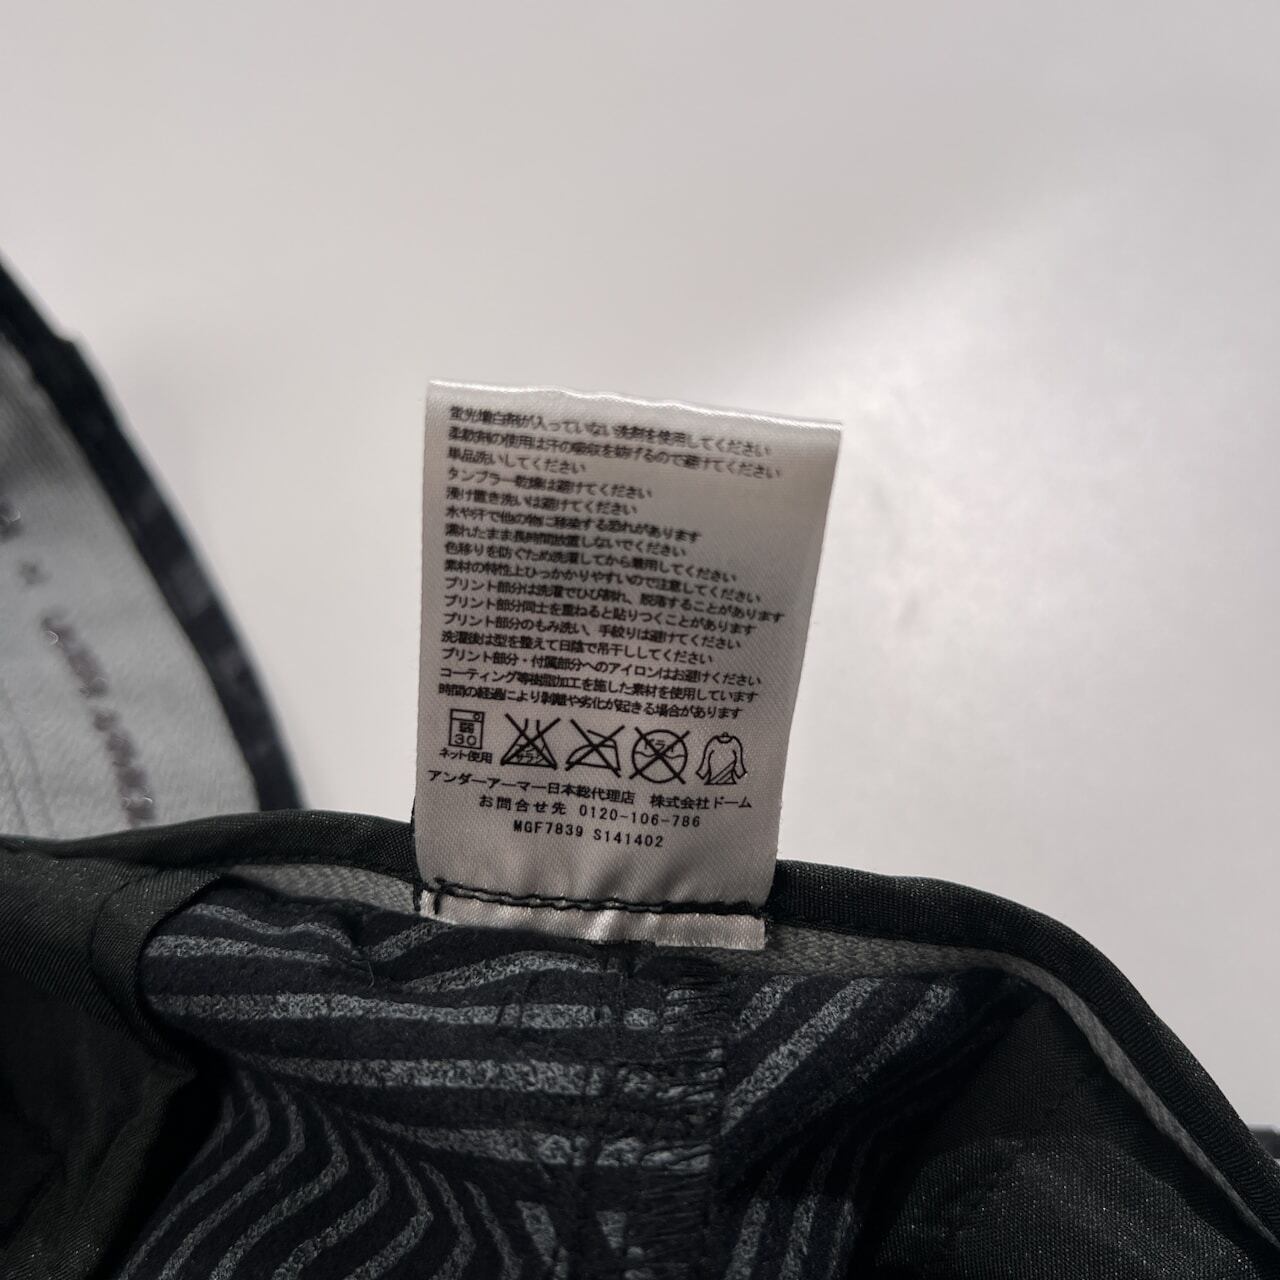 蛍光増白剤が入っていない洗剤を使用してください
柔軟剤の使用は汗の吸収を妨げるので避けてください
単品洗いしてください
タンブラー乾燥は避けてください
浸け置き洗いは避けてください
水や汗で他の物に移染する恐れがあります
濡れたまま長時間放置しないでください
色移りを防ぐため洗濯してから着用してください
素材の特性上ひっかかりやすいので注意してください
プリント部分は洗濯でひび割れ、脱落することがあります
プリント部分同士を重ねると貼りつくことがあります
プリント部分のもみ洗い、手絞りは避けてください
洗濯後は型を整えて日陰で吊干ししてください
プリント部分・付属部分へのアイロンはお避けください
コーティング等樹脂加工を施した素材を使用しています
時間の経過により剥離や劣化が起きる場合があります
30
ネット使用
アンダーアーマー日本総代理店 株式会社ドーム
お問合せ先 0120-106-786
MGF7839 S141402